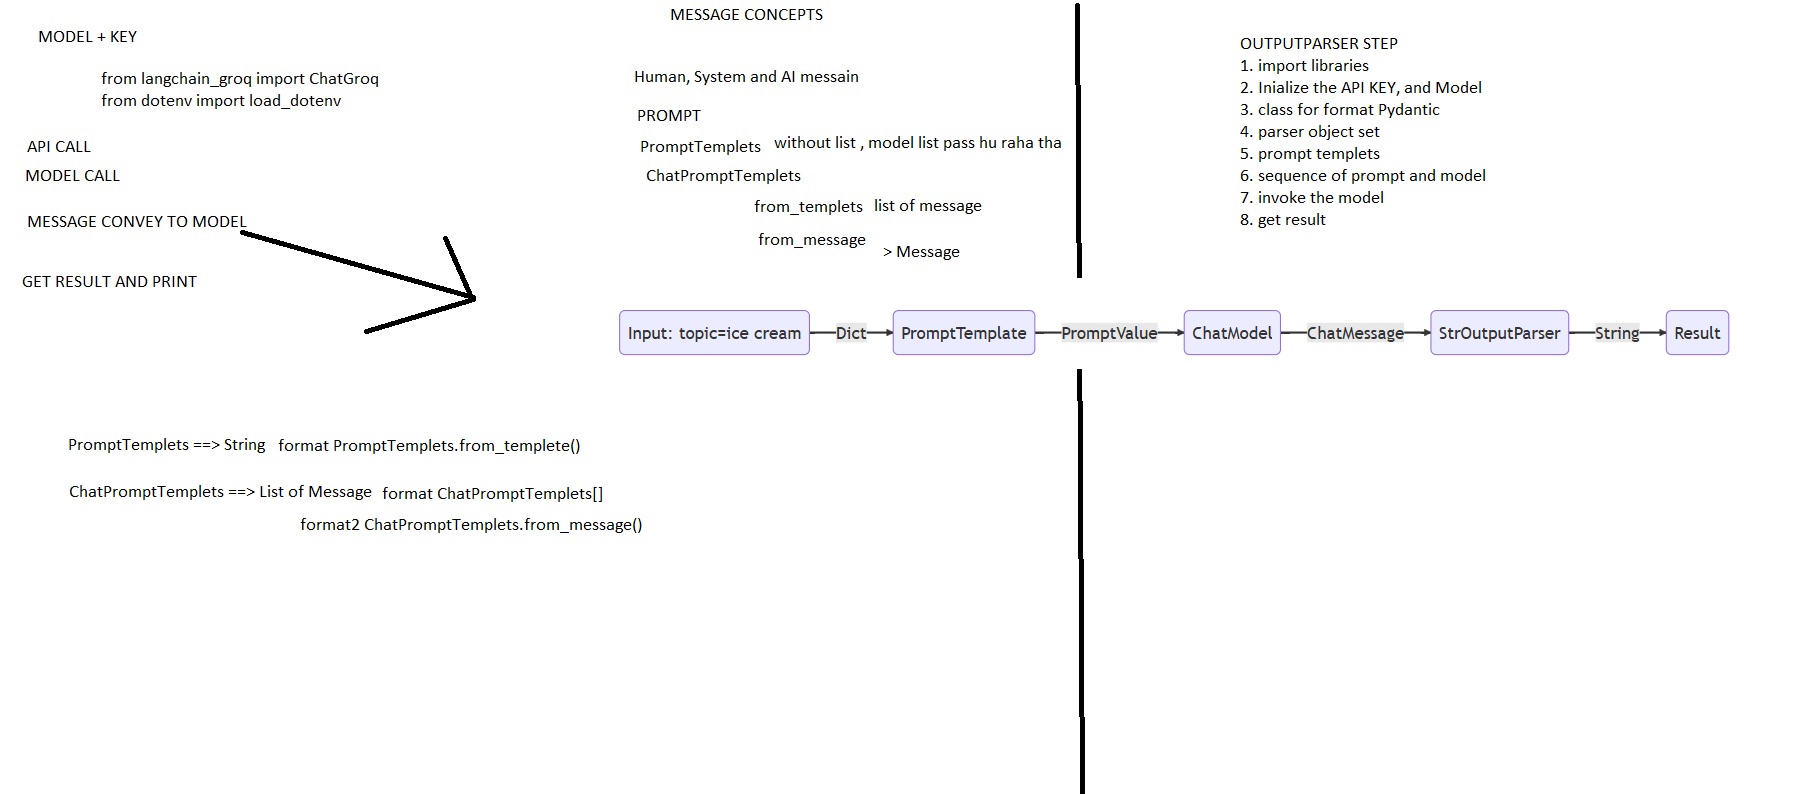 MODEL + KEY
from langchain_groq import ChatGroq
from dotenv import load_dotenv
API CALL
MODEL CALL
MESSAGE CONVEY TO MODEL
GET RESULT AND PRINT
MESSAGE CONCEPTS
Human, System and AI messain
PROMPT
PromptTemplets without list , model list pass hu raha tha
ChatPromptTemplets
from_templets list of message
from_message > Message
OUTPUTPARSER STEP
1. import libraries
2. Inialize the API KEY, and Model
3. class for format Pydantic
4. parser object set
5. prompt templets
6. sequence of prompt and model
7. invoke the model
8. get result
Input: topic=ice cream Dict PromptTemplate PromptValue ChatModel ChatMessage StrOutputParser String Result
PromptTemplets ==> String format PromptTemplets.from_templete()
ChatPromptTemplets ==> List of Message format ChatPromptTemplets[]
format2 ChatPromptTemplets.from_message()